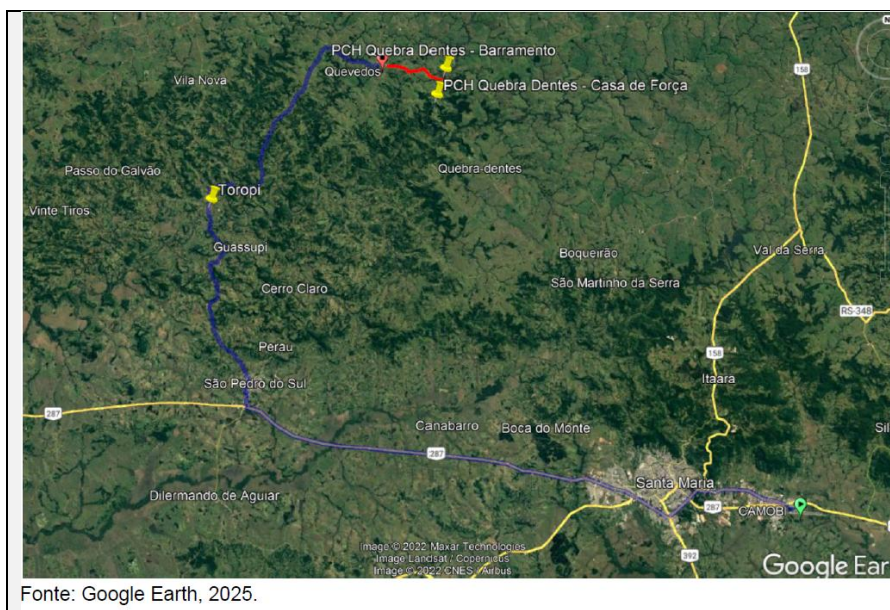 PCH Quebra Dentes - Barramento
Quevedos
PCH Quebra Dentes - Casa de Força
Vila Nova
158
Passo do Galvão
Quebra-dentes
Toropi
Vinte Tiros
Guassupi
Boqueirão
Val da Serra
São Martinho da Serra
Cerro Claro
RS-348
Perau
158
São Pedro do Sul
Itaara
287
Canabarro
Boca do Monte
Sil
287
Santa Maria
Dilermando de Aguiar
287
CAMOBI
392
Image © 2022 Maxar Technologies
Image Landsat / Copernicus
Image © 2022 CNES / Airbus
Google Ear
Fonte: Google Earth, 2025.